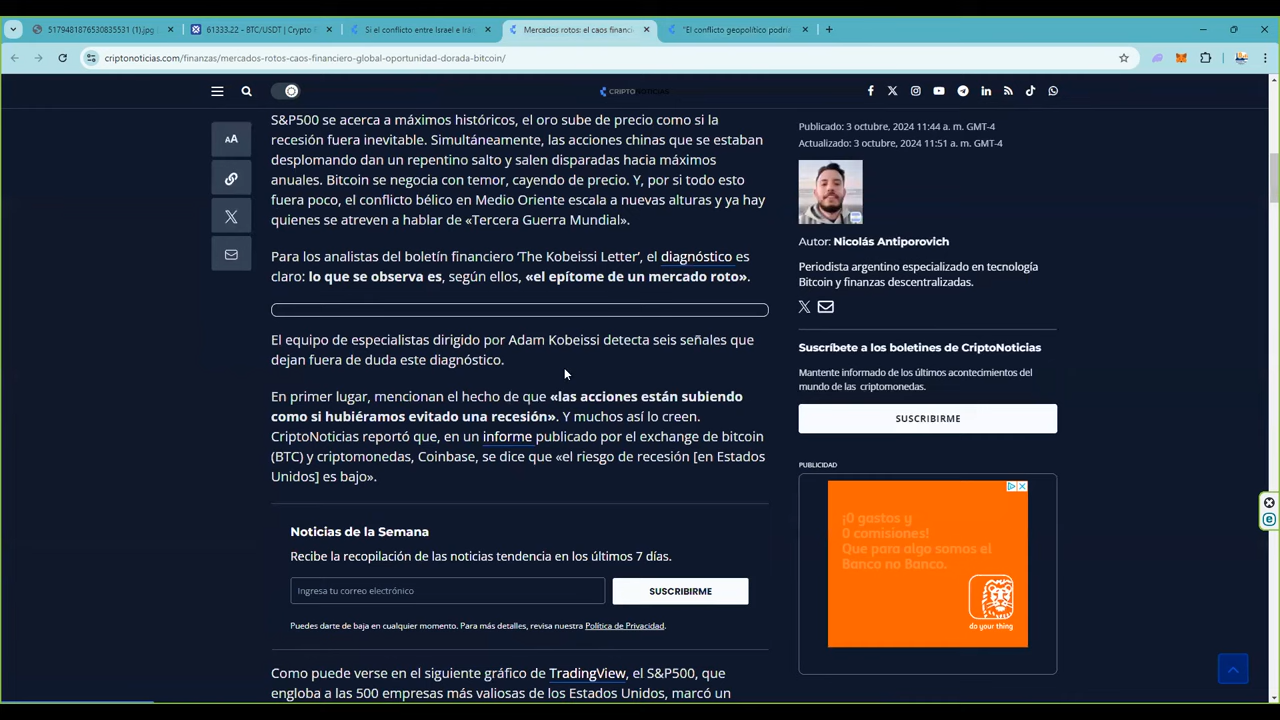 5179481876530835531 (1).jpg
61333.22 – BTC/USDT | Crypto
Si el conflicto entre Israel e Irá
Mercados rotos: el caos financi
"El conflicto geopolítico podría
criptonoticias.com/finanzas/mercados-rotos-caos-financiero-global-oportunidad-dorada-bitcoin/
CRIPTONOTICIAS
AA
S&P500 se acerca a máximos históricos, el oro sube de precio como si la
recesión fuera inevitable. Simultáneamente, las acciones chinas que se estaban
desplomando dan un repentino salto y salen disparadas hacia máximos
anuales. Bitcoin se negocia con temor, cayendo de precio. Y, por si todo esto
fuera poco, el conflicto bélico en Medio Oriente escala a nuevas alturas y ya hay
quienes se atreven a hablar de «Tercera Guerra Mundial».
Para los analistas del boletín financiero 'The Kobeissi Letter', el diagnóstico es
claro: lo que se observa es, según ellos, «el epítome de un mercado roto».
El equipo de especialistas dirigido por Adam Kobeissi detecta seis señales que
dejan fuera de duda este diagnóstico.
En primer lugar, mencionan el hecho de que «las acciones están subiendo
como si hubiéramos evitado una recesión». Y muchos así lo creen.
CriptoNoticias reportó que, en un informe publicado por el exchange de bitcoin
(BTC) y criptomonedas, Coinbase, se dice que «el riesgo de recesión [en Estados
Unidos] es bajo».
Noticias de la Semana
Recibe la recopilación de las noticias tendencia en los últimos 7 días.
Ingresa tu correo electrónico
SUSCRIBIRME
Puedes darte de baja en cualquier momento. Para más detalles, revisa nuestra Política de Privacidad.
Como puede verse en el siguiente gráfico de TradingView, el S&P500, que
engloba a las 500 empresas más valiosas de los Estados Unidos, marcó un
Publicado: 3 octubre, 2024 11:44 a. m. GMT-4
Actualizado: 3 octubre, 2024 11:51 a. m. GMT-4
Autor: Nicolás Antiporovich
Periodista argentino especializado en tecnología
Bitcoin y finanzas descentralizadas.
Suscríbete a los boletines de CriptoNoticias
Mantente informado de los últimos acontecimientos del
mundo de las criptomonedas.
SUSCRIBIRME
PUBLICIDAD
¡0 gastos y
0 comisiones!
Que para algo somos el
Banco no Banco.
do your thing